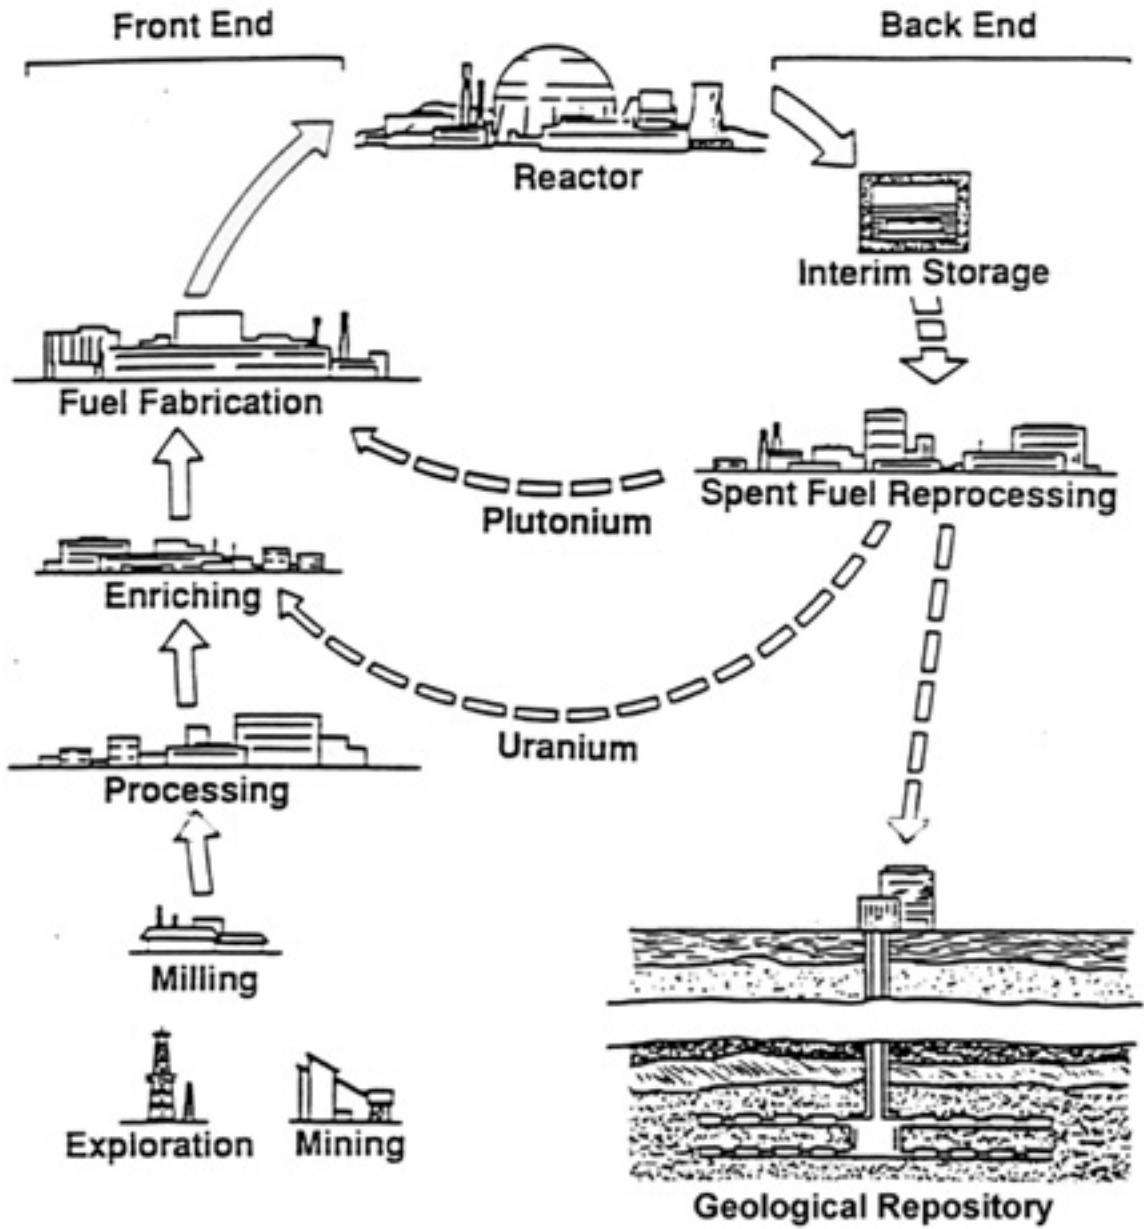 Front End
Back End
Reactor
Interim Storage
Fuel Fabrication
Spent Fuel Reprocessing
Plutonium
Enriching
Uranium
Processing
Milling
Exploration
Mining
Geological Repository